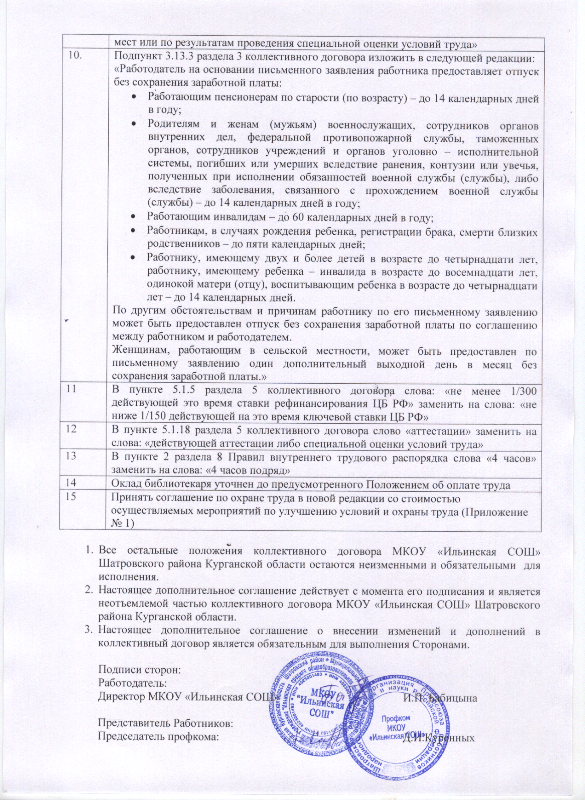 мест или по результатам проведения специальной оценки условий труда»
10. Подпункт 3.13.3 раздела 3 коллективного договора изложить в следующей редакции:
«Работодатель на основании письменного заявления работника предоставляет отпуск
без сохранения заработной платы:
• Работающим пенсионерам по старости (по возрасту) – до 14 календарных дней
в году;
• Родителям и женам (мужьям) военнослужащих, сотрудников органов
внутренних дел, федеральной противопожарной службы, таможенных
органов, сотрудников учреждений и органов уголовно – исполнительной
системы, погибших или умерших вследствие ранения, контузии или увечья,
полученных при исполнении обязанностей военной службы (службы), либо
вследствие заболевания, связанного с прохождением военной службы
(службы) – до 14 календарных дней в году;
• Работающим инвалидам – до 60 календарных дней в году;
• Работникам, в случаях рождения ребенка, регистрации брака, смерти близких
родственников – до пяти календарных дней;
• Работнику, имеющему двух и более детей в возрасте до четырнадцати лет,
работнику, имеющему ребенка – инвалида в возрасте до восемнадцати лет,
одинокой матери (отцу), воспитывающим ребенка в возрасте до четырнадцати
лет – до 14 календарных дней.
По другим обстоятельствам и причинам работнику по его письменному заявлению
может быть предоставлен отпуск без сохранения заработной платы по соглашению
между работником и работодателем.
Женщинам, работающим в сельской местности, может быть предоставлен по
письменному заявлению один дополнительный выходной день в месяц без
сохранения заработной платы.»
11 В пункте 5.1.5 раздела 5 коллективного договора слова: «не менее 1/300
действующей это время ставки рефинансирования ЦБ РФ» заменить на слова: «не
ниже 1/150 действующей на это время ключевой ставки ЦБ РФ»
12 В пункте 5.1.18 раздела 5 коллективного договора слово «аттестации» заменить на
слова: «действующей аттестации либо специальной оценки условий труда»
13 В пункте 2 раздела 8 Правил внутреннего трудового распорядка слова «4 часов»
заменить на слова: «4 часов подряд»
14 Оклад библиотекаря уточнен до предусмотренного Положением об оплате труда
15 Принять соглашение по охране труда в новой редакции со стоимостью
осуществляемых мероприятий по улучшению условий и охраны труда (Приложение
№ 1)
1. Все остальные положения коллективного договора МКОУ «Ильинская СОШ»
Шатровского района Курганской области остаются неизменными и обязательными для
исполнения.
2. Настоящее дополнительное соглашение действует с момента его подписания и является
неотъемлемой частью коллективного договора МКОУ «Ильинская СОШ» Шатровского
района Курганской области.
3. Настоящее дополнительное соглашение о внесении изменений и дополнений в
коллективный договор является обязательным для выполнения Сторонами.
Подписи сторон:
Работодатель:
Директор МКОУ «Ильинская СОШ» И.П. Бабицына
МКОУ
"Ильинская
СОШ"
Профком
МКОУ
«Ильинская СОШ»
Представитель Работников:
Председатель профкома: